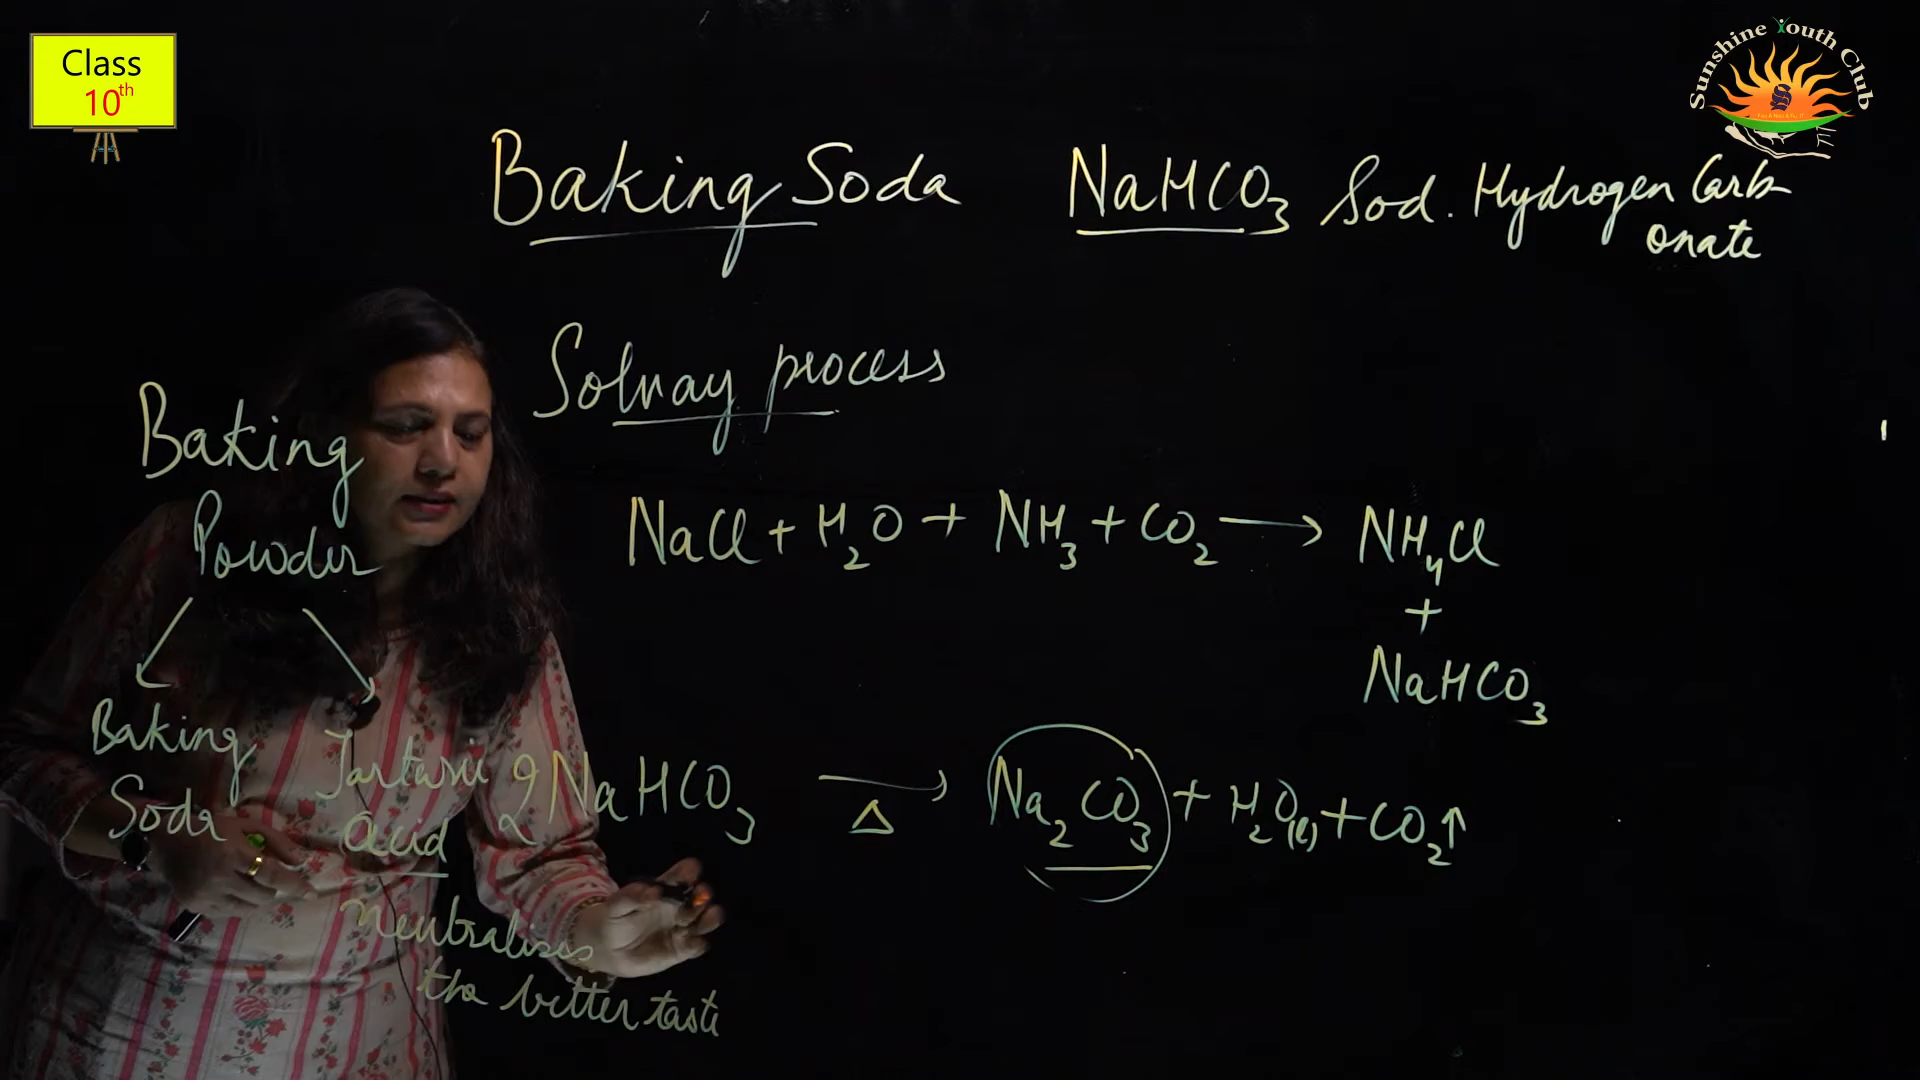 Class
10th
Sunshine Youth Club
Baking Soda NaHCO3 Sod. Hydrogen Carb-
onate
Solvay process
Baking
Powder
NaCl + H2O + NH3 + CO2 → NH4Cl
+
NaHCO3
Baking
Soda
Tartaric
acid
neutralises
the bitter taste
2NaHCO3 → Δ Na2CO3 + H2O(l) + CO2↑